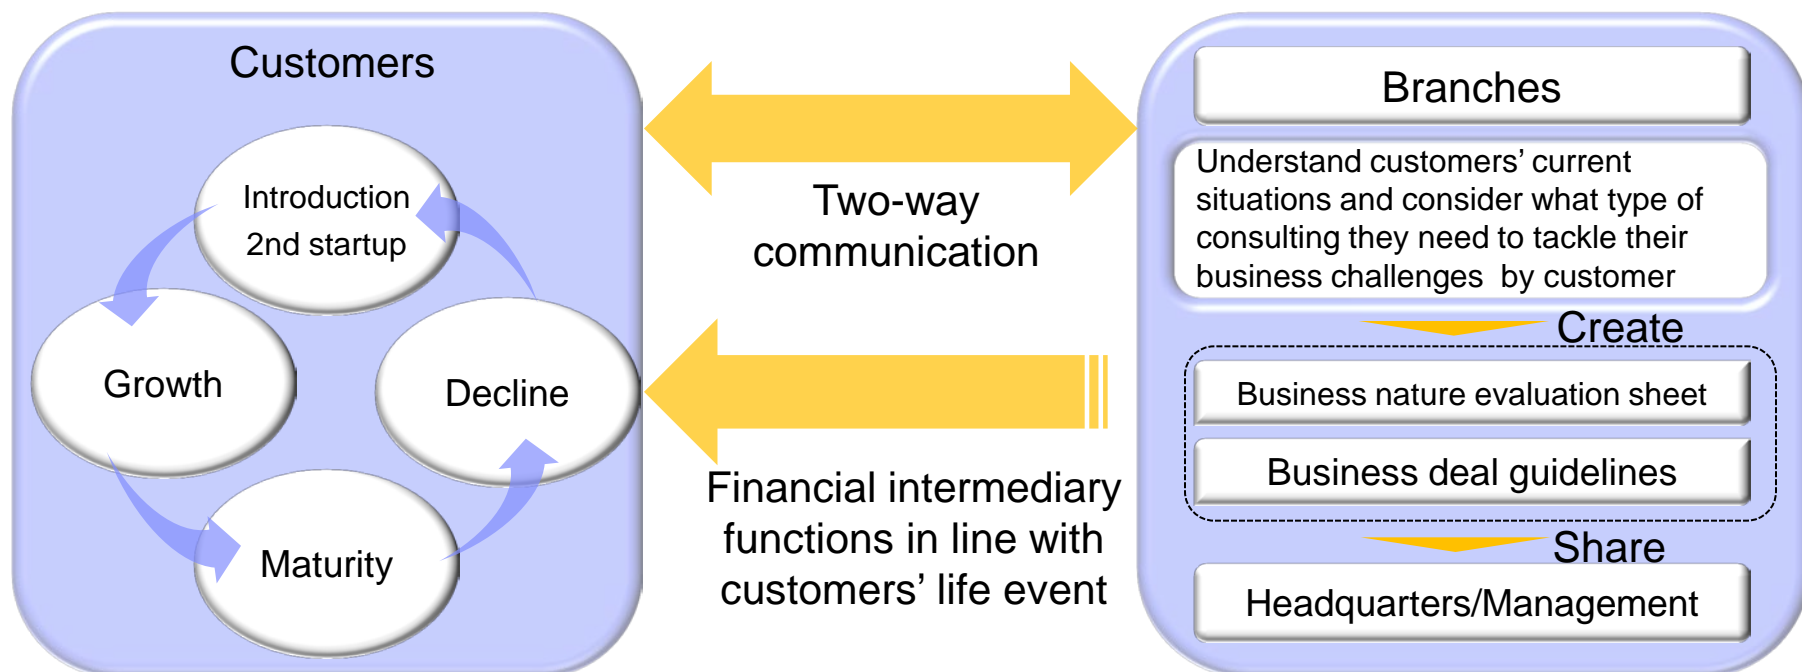 Customers
Introduction
2nd startup
Growth
Decline
Maturity
Two-way
communication
Financial intermediary
functions in line with
customers’ life event
Branches
Understand customers’ current
situations and consider what type of
consulting they need to tackle their
business challenges  by customer
Create
Business nature evaluation sheet
Business deal guidelines
Share
Headquarters/Management